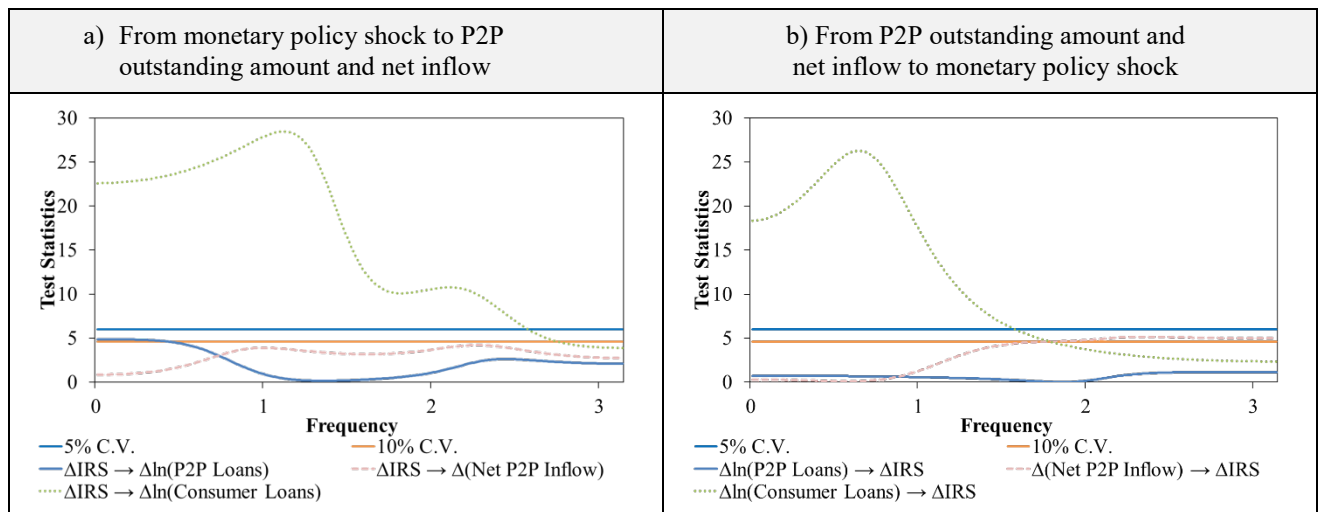 a) From monetary policy shock to P2P
outstanding amount and net inflow
b) From P2P outstanding amount and
net inflow to monetary policy shock
Test Statistics
30
25
20
15
10
5
0
0 1 2 3
Frequency
5% C.V. 10% C.V.
ΔIRS → Δln(P2P Loans) ΔIRS → Δ(Net P2P Inflow)
ΔIRS → Δln(Consumer Loans)
Test Statistics
30
25
20
15
10
5
0
0 1 2 3
Frequency
5% C.V. 10% C.V.
Δln(P2P Loans) → ΔIRS Δ(Net P2P Inflow) → ΔIRS
Δln(Consumer Loans) → ΔIRS